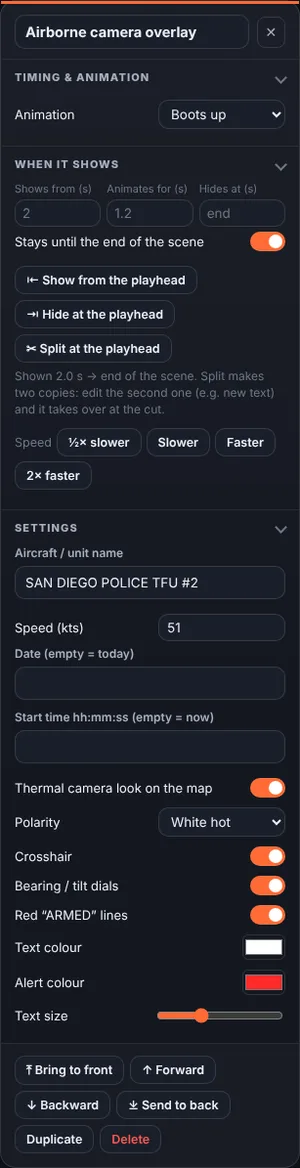 Airborne camera overlay ×
TIMING & ANIMATION
Animation Boots up
WHEN IT SHOWS
Shows from (s) Animates for (s) Hides at (s)
2 1.2 end
Stays until the end of the scene
⇤ Show from the playhead
⇥ Hide at the playhead
✂ Split at the playhead
Shown 2.0 s → end of the scene. Split makes
two copies: edit the second one (e.g. new text)
and it takes over at the cut.
Speed ½× slower Slower Faster
2× faster
SETTINGS
Aircraft / unit name
SAN DIEGO POLICE TFU #2
Speed (kts) 51
Date (empty = today)
Start time hh:mm:ss (empty = now)
Thermal camera look on the map
Polarity White hot
Crosshair
Bearing / tilt dials
Red “ARMED” lines
Text colour
Alert colour
Text size
⤒ Bring to front ↑ Forward
↓ Backward ⤓ Send to back
Duplicate Delete